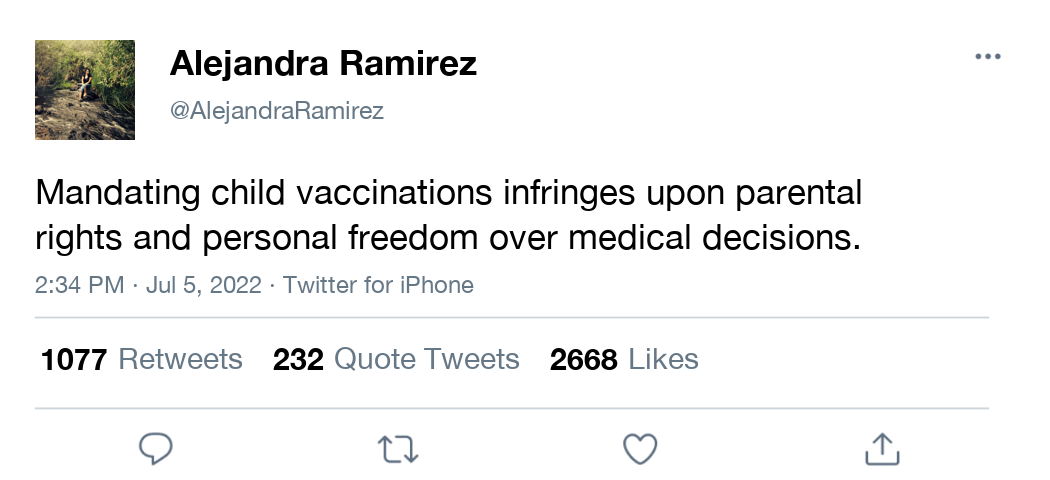 Alejandra Ramirez
@AlejandraRamirez
Mandating child vaccinations infringes upon parental
rights and personal freedom over medical decisions.
2:34 PM · Jul 5, 2022 · Twitter for iPhone
1077 Retweets 232 Quote Tweets 2668 Likes